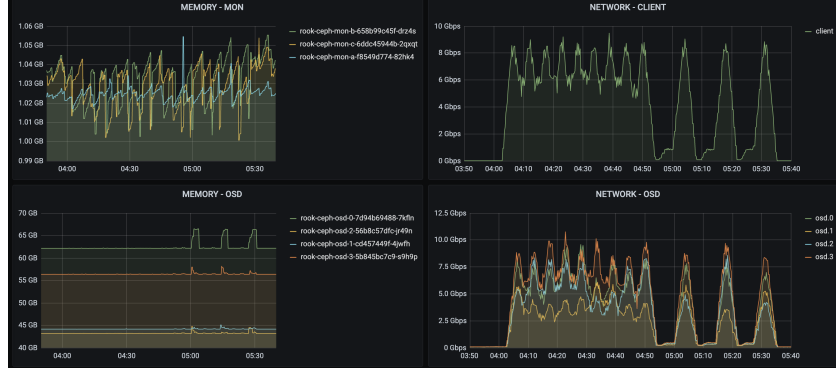 MEMORY - MON
1.06 GB
1.04 GB
1.03 GB
1.02 GB
1.00 GB
0.99 GB
04:00
04:30
05:00
05:30
rook-ceph-mon-b-658b99c45f-drz4s
rook-ceph-mon-c-6ddc45944b-2qxqt
rook-ceph-mon-a-f8549d774-82hk4
NETWORK - CLIENT
10 Gbps
8 Gbps
6 Gbps
4 Gbps
2 Gbps
0 Gbps
03:50
04:00
04:10
04:20
04:30
04:40
04:50
05:00
05:10
05:20
05:30
05:40
client
MEMORY - OSD
70 GB
65 GB
60 GB
55 GB
50 GB
45 GB
40 GB
04:00
04:30
05:00
05:30
rook-ceph-osd-0-7d94b69488-7kfln
rook-ceph-osd-2-56b8c57dfc-jr49n
rook-ceph-osd-1-cd457449f-4jwfh
rook-ceph-osd-3-5b845bc7c9-s9h9p
NETWORK - OSD
12.5 Gbps
10.0 Gbps
7.5 Gbps
5.0 Gbps
2.5 Gbps
0 Gbps
03:50
04:00
04:10
04:20
04:30
04:40
04:50
05:00
05:10
05:20
05:30
05:40
osd.0
osd.1
osd.2
osd.3